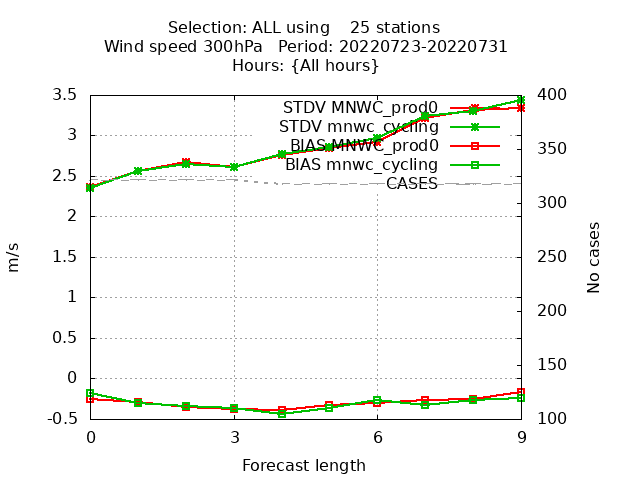 Selection: ALL using    25 stations
Wind speed 300hPa   Period: 20220723-20220731
Hours: {All hours}
3.5
3
2.5
2
1.5
1
0.5
0
-0.5
m/s
STDV MNWC_prod0
STDV mnwc_cycling
BIAS MNWC_prod0
BIAS mnwc_cycling
CASES
400
350
300
250
200
150
100
No cases
0
3
6
9
Forecast length